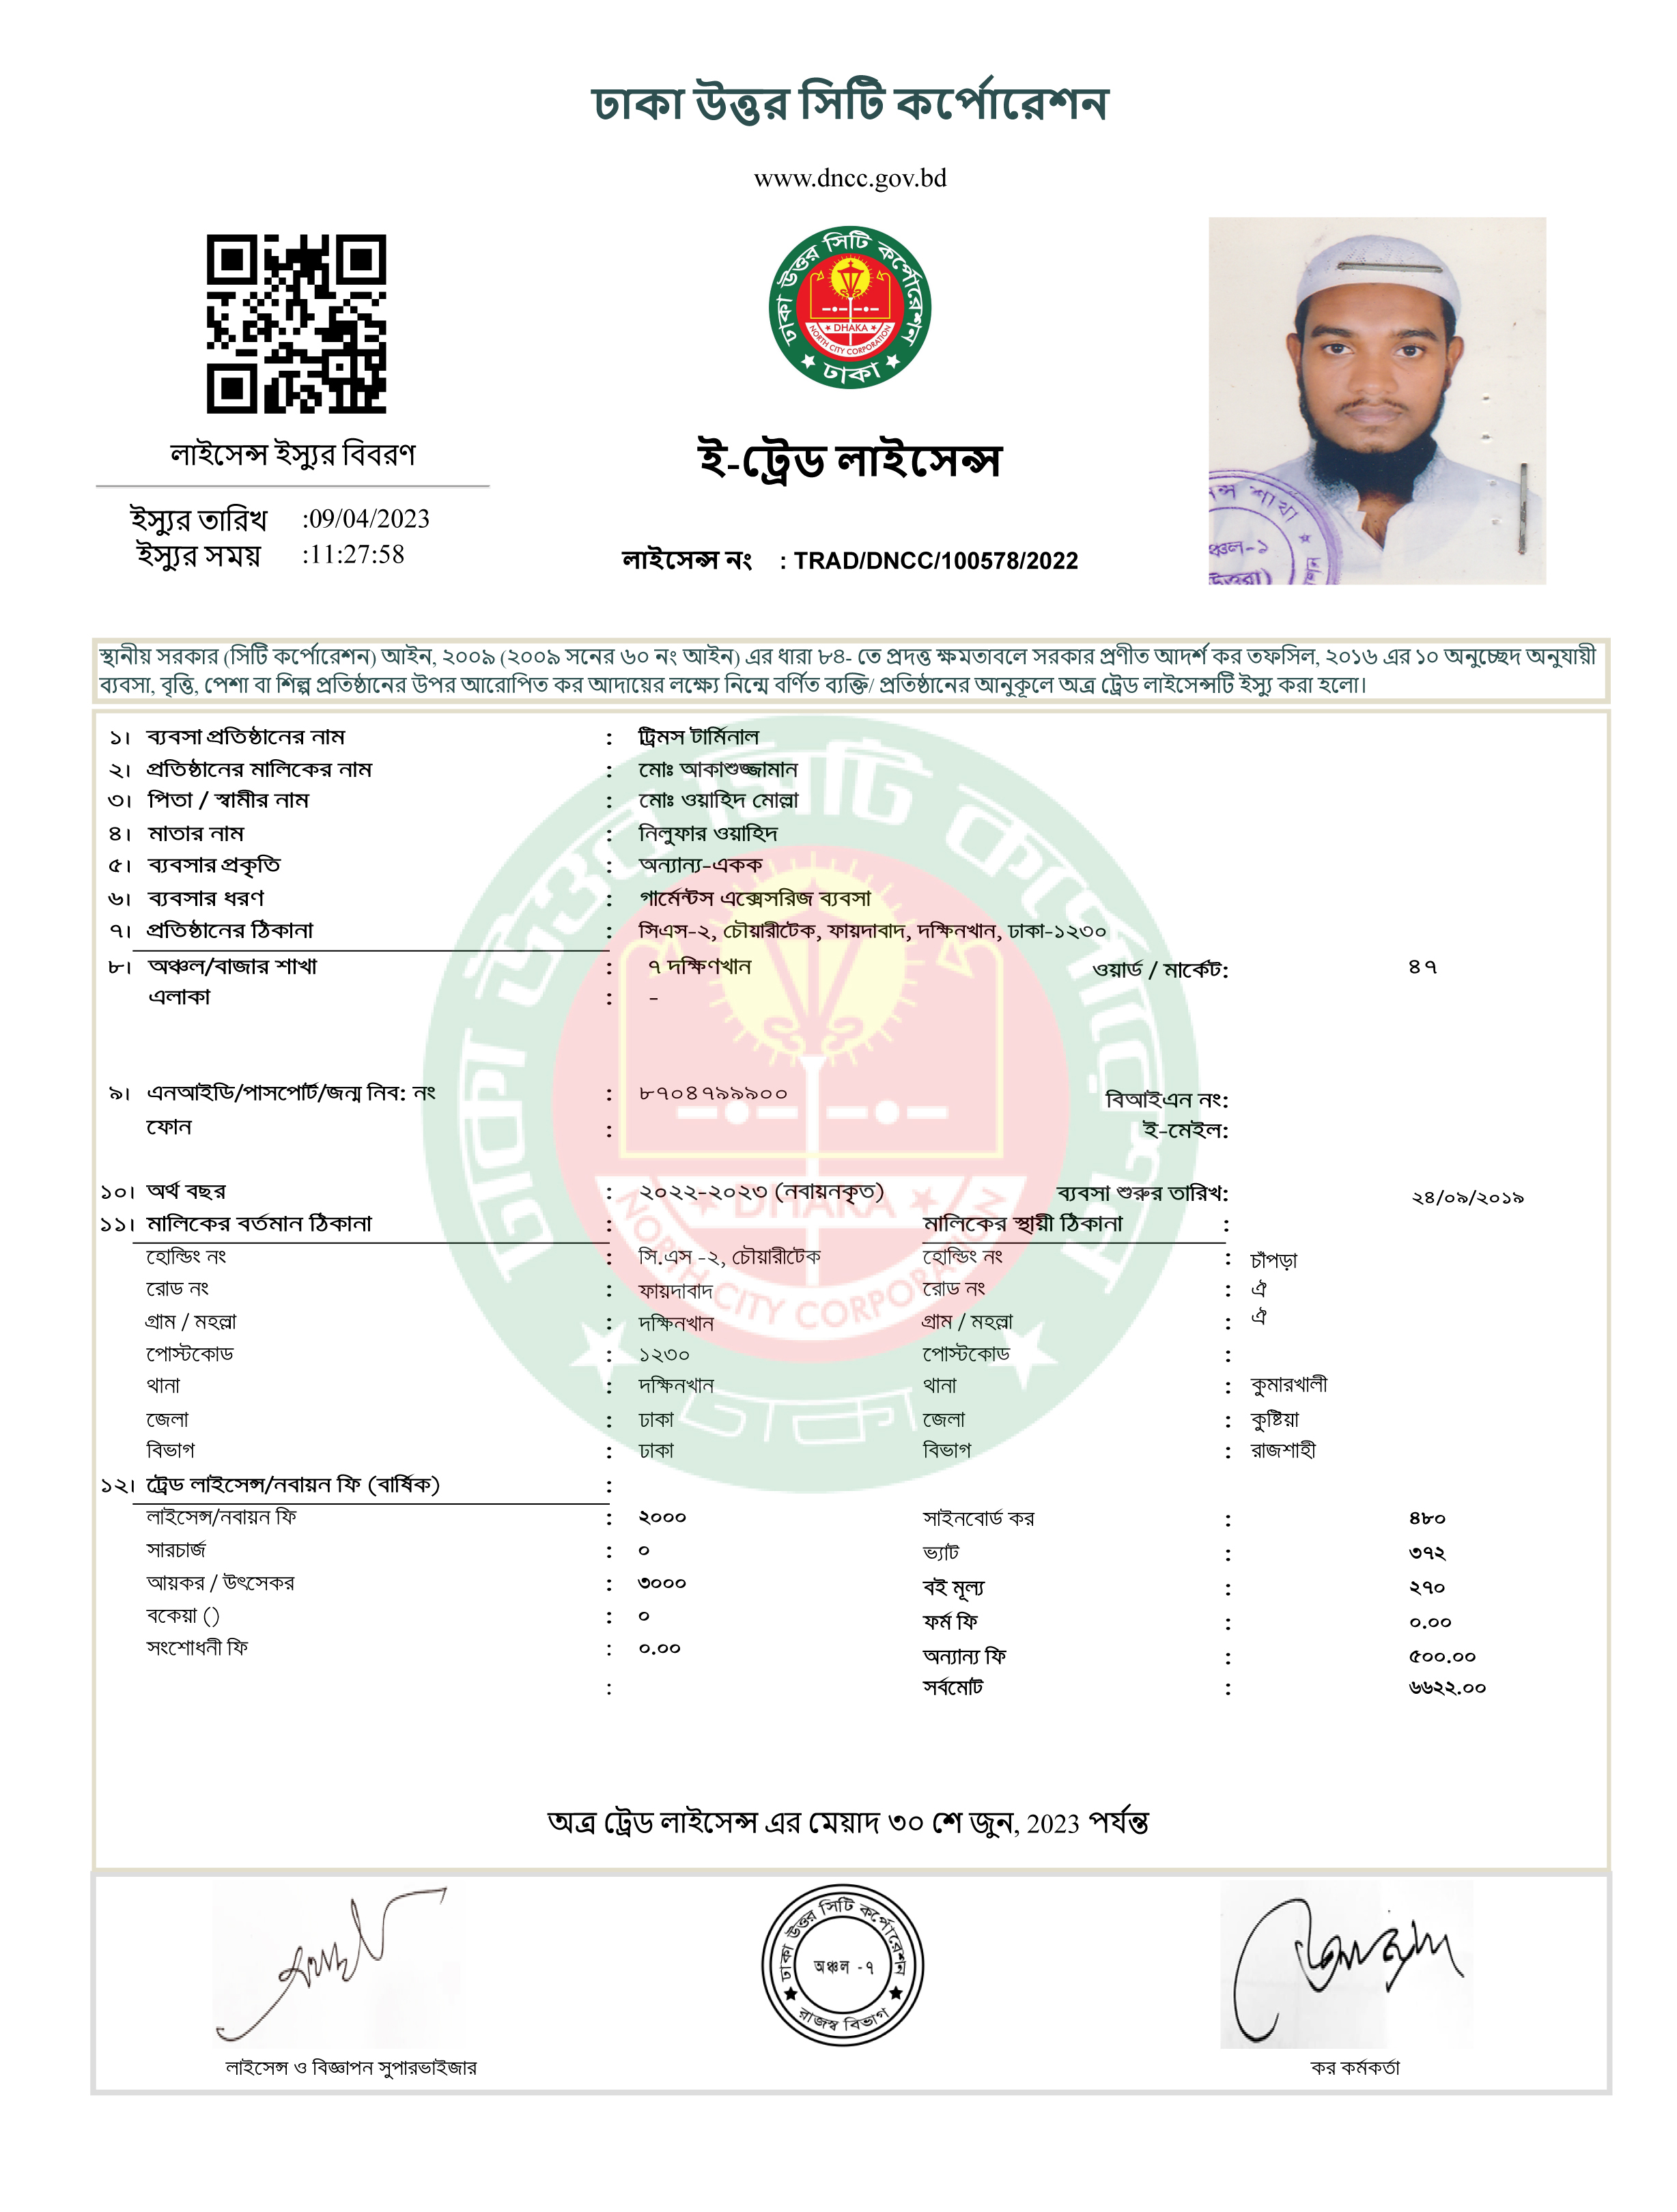 ঢাকা উত্তর সিটি কর্পোরেশন
www.dncc.gov.bd
ঢাকা উত্তর সিটি কর্পোরেশন
DHAKA
NORTH CITY CORPORATION
ঢাকা
লাইসেন্স ইস্যুর বিবরণ
ইস্যুর তারিখ :09/04/2023
ইস্যুর সময় :11:27:58
ই-ট্রেড লাইসেন্স
লাইসেন্স নং : TRAD/DNCC/100578/2022
ন্স শাখা
ঞ্চল-১
উত্তরা)
স্থানীয় সরকার (সিটি কর্পোরেশন) আইন, ২০০৯ (২০০৯ সনের ৬০ নং আইন) এর ধারা ৮৪- তে প্রদত্ত ক্ষমতাবলে সরকার প্রণীত আদর্শ কর তফসিল, ২০১৬ এর ১০ অনুচ্ছেদ অনুযায়ী
ব্যবসা, বৃত্তি, পেশা বা শিল্প প্রতিষ্ঠানের উপর আরোপিত কর আদায়ের লক্ষ্যে নিম্নে বর্ণিত ব্যক্তি/ প্রতিষ্ঠানের আনুকূলে অত্র ট্রেড লাইসেন্সটি ইস্যু করা হলো।
১। ব্যবসা প্রতিষ্ঠানের নাম : ট্রিমস টার্মিনাল
২। প্রতিষ্ঠানের মালিকের নাম : মোঃ আকাশুজ্জামান
৩। পিতা / স্বামীর নাম : মোঃ ওয়াহিদ মোল্লা
৪। মাতার নাম : নিলুফার ওয়াহিদ
৫। ব্যবসার প্রকৃতি : অন্যান্য-একক
৬। ব্যবসার ধরণ : গার্মেন্টস এক্সেসরিজ ব্যবসা
৭। প্রতিষ্ঠানের ঠিকানা : সিএস-২, চৌয়ারীটেক, ফায়দাবাদ, দক্ষিনখান, ঢাকা-১২৩০
৮। অঞ্চল/বাজার শাখা : ৭ দক্ষিণখান ওয়ার্ড / মার্কেট: ৪৭
এলাকা : -
৯। এনআইডি/পাসপোর্ট/জন্ম নিব: নং : ৮৭০৪৭৯৯৯০০ বিআইএন নং:
ফোন : ই-মেইল:
১০। অর্থ বছর : ২০২২-২০২৩ (নবায়নকৃত) ব্যবসা শুরুর তারিখ: ২৪/০৯/২০১৯
১১। মালিকের বর্তমান ঠিকানা : মালিকের স্থায়ী ঠিকানা :
হোল্ডিং নং : সি.এস -২, চৌয়ারীটেক হোল্ডিং নং : চাঁপড়া
রোড নং : ফায়দাবাদ রোড নং : ঐ
গ্রাম / মহল্লা : দক্ষিনখান গ্রাম / মহল্লা : ঐ
পোস্টকোড : ১২৩০ পোস্টকোড :
থানা : দক্ষিনখান থানা : কুমারখালী
জেলা : ঢাকা জেলা : কুষ্টিয়া
বিভাগ : ঢাকা বিভাগ : রাজশাহী
১২। ট্রেড লাইসেন্স/নবায়ন ফি (বার্ষিক) :
লাইসেন্স/নবায়ন ফি : ২০০০ সাইনবোর্ড কর : ৪৮০
সারচার্জ : ০ ভ্যাট : ৩৭২
আয়কর / উৎসেকর : ৩০০০ বই মূল্য : ২৭০
বকেয়া () : ০ ফর্ম ফি : ০.০০
সংশোধনী ফি : ০.০০ অন্যান্য ফি : ৫০০.০০
: সর্বমোট : ৬৬২২.০০
অত্র ট্রেড লাইসেন্স এর মেয়াদ ৩০ শে জুন, 2023 পর্যন্ত
ঢাকা উত্তর সিটি কর্পোরেশন
অঞ্চল -৭
রাজস্ব বিভাগ
লাইসেন্স ও বিজ্ঞাপন সুপারভাইজার কর কর্মকর্তা